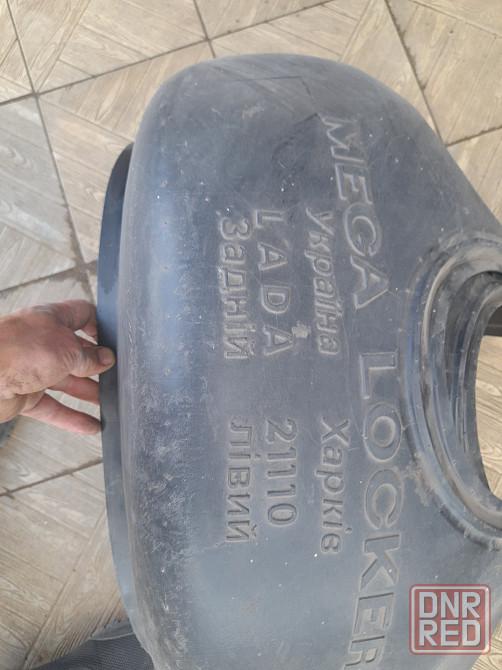 MEGA LOCKER
Україна Харків
LADA 21110
Задній Лівий
DNR
RED